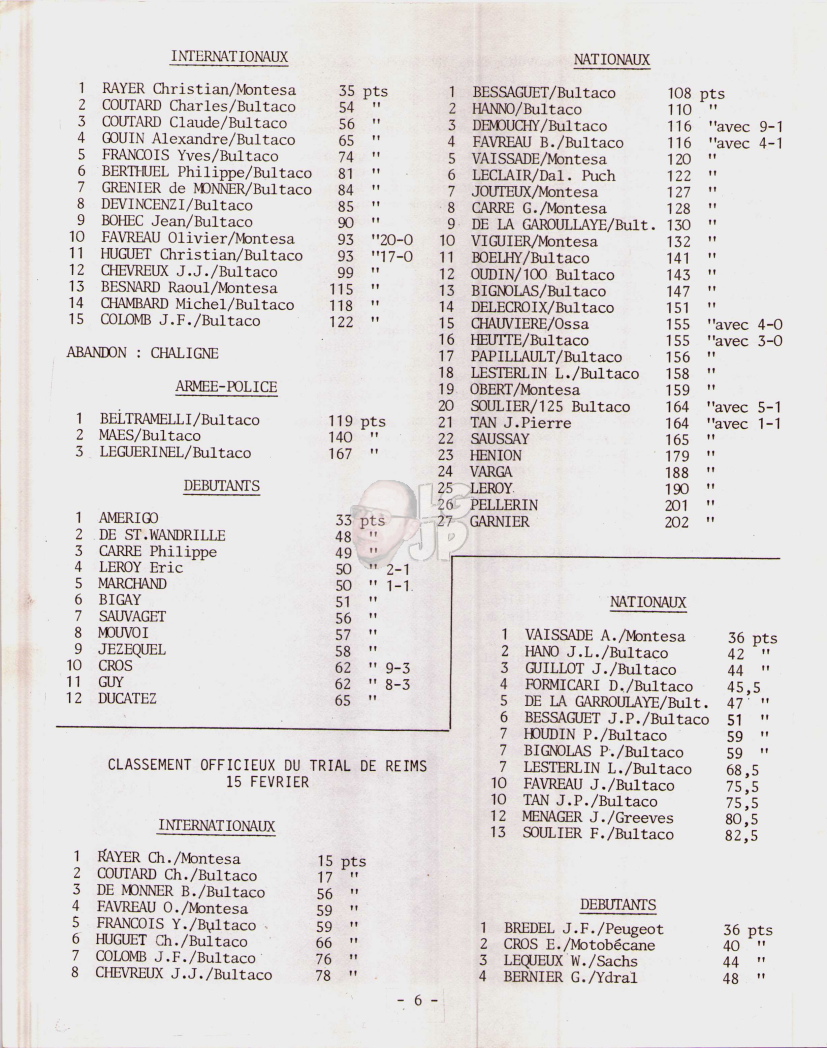 INTERNATIONAUX
1 RAYER Christian/Montesa 35 pts
2 COUTARD Charles/Bultaco 54 "
3 COUTARD Claude/Bultaco 56 "
4 GOUIN Alexandre/Bultaco 65 "
5 FRANCOIS Yves/Bultaco 74 "
6 BERTHUEL Philippe/Bultaco 81 "
7 GRENIER de MONNER/Bultaco 84 "
8 DEVINCENZI/Bultaco 85 "
9 BOHEC Jean/Bultaco 90 "
10 FAVREAU Olivier/Montesa 93 "20-0
11 HUGUET Christian/Bultaco 93 "17-0
12 CHEVREUX J.J./Bultaco 99 "
13 BESNARD Raoul/Montesa 115 "
14 CHAMBARD Michel/Bultaco 118 "
15 COLOMB J.F./Bultaco 122 "
ABANDON : CHALIGNE
ARMEE-POLICE
1 BELTRAMELLI/Bultaco 119 pts
2 MAES/Bultaco 140 "
3 LEGUERINEL/Bultaco 167 "
DEBUTANTS
1 AMERIGO 33 pts
2 DE ST.WANDRILLE 48 "
3 CARRE Philippe 49 "
4 LEROY Eric 50 " 2-1
5 MARCHAND 50 " 1-1
6 BIGAY 51 "
7 SAUVAGET 56 "
8 MOUVOI 57 "
9 JEZEQUEL 58 "
10 CROS 62 " 9-3
11 GUY 62 " 8-3
12 DUCATEZ 65 "
NATIONAUX
1 BESSAGUET/Bultaco 108 pts
2 HANNO/Bultaco 110 "
3 DEMOUCHY/Bultaco 116 "avec 9-1
4 FAVREAU B./Bultaco 116 "avec 4-1
5 VAISSADE/Montesa 120 "
6 LECLAIR/Dal. Puch 122 "
7 JOUTEUX/Montesa 127 "
8 CARRE G./Montesa 128 "
9 DE LA GAROULLAYE/Bult. 130 "
10 VIGUIER/Montesa 132 "
11 BOELHY/Bultaco 141 "
12 OUDIN/100 Bultaco 143 "
13 BIGNOLAS/Bultaco 147 "
14 DELECROIX/Bultaco 151 "
15 CHAUVIERE/Ossa 155 "avec 4-0
16 HEUTTE/Bultaco 155 "avec 3-0
17 PAPILLAULT/Bultaco 156 "
18 LESTERLIN L./Bultaco 158 "
19 OBERT/Montesa 159 "
20 SOULIER/125 Bultaco 164 "avec 5-1
21 TAN J.Pierre 164 "avec 1-1
22 SAUSSAY 165 "
23 HENION 179 "
24 VARGA 188 "
25 LEROY 190 "
26 PELLERIN 201 "
27 GARNIER 202 "
LG
JP
CLASSEMENT OFFICIEUX DU TRIAL DE REIMS
15 FEVRIER
INTERNATIONAUX
1 RAYER Ch./Montesa 15 pts
2 COUTARD Ch./Bultaco 17 "
3 DE MONNER B./Bultaco 56 "
4 FAVREAU O./Montesa 59 "
5 FRANCOIS Y./Bultaco 59 "
6 HUGUET Ch./Bultaco 66 "
7 COLOMB J.F./Bultaco 76 "
8 CHEVREUX J.J./Bultaco 78 "
NATIONAUX
1 VAISSADE A./Montesa 36 pts
2 HANO J.L./Bultaco 42 "
3 GUILLOT J./Bultaco 44 "
4 FORMICARI D./Bultaco 45,5
5 DE LA GARROULAYE/Bult. 47 "
6 BESSAGUET J.P./Bultaco 51 "
7 HOUDIN P./Bultaco 59 "
7 BIGNOLAS P./Bultaco 59 "
7 LESTERLIN L./Bultaco 68,5
10 FAVREAU J./Bultaco 75,5
10 TAN J.P./Bultaco 75,5
12 MENAGER J./Greeves 80,5
13 SOULIER F./Bultaco 82,5
DEBUTANTS
1 BREDEL J.F./Peugeot 36 pts
2 CROS E./Motobécane 40 "
3 LEQUEUX W./Sachs 44 "
4 BERNIER G./Ydral 48 "
- 6 -